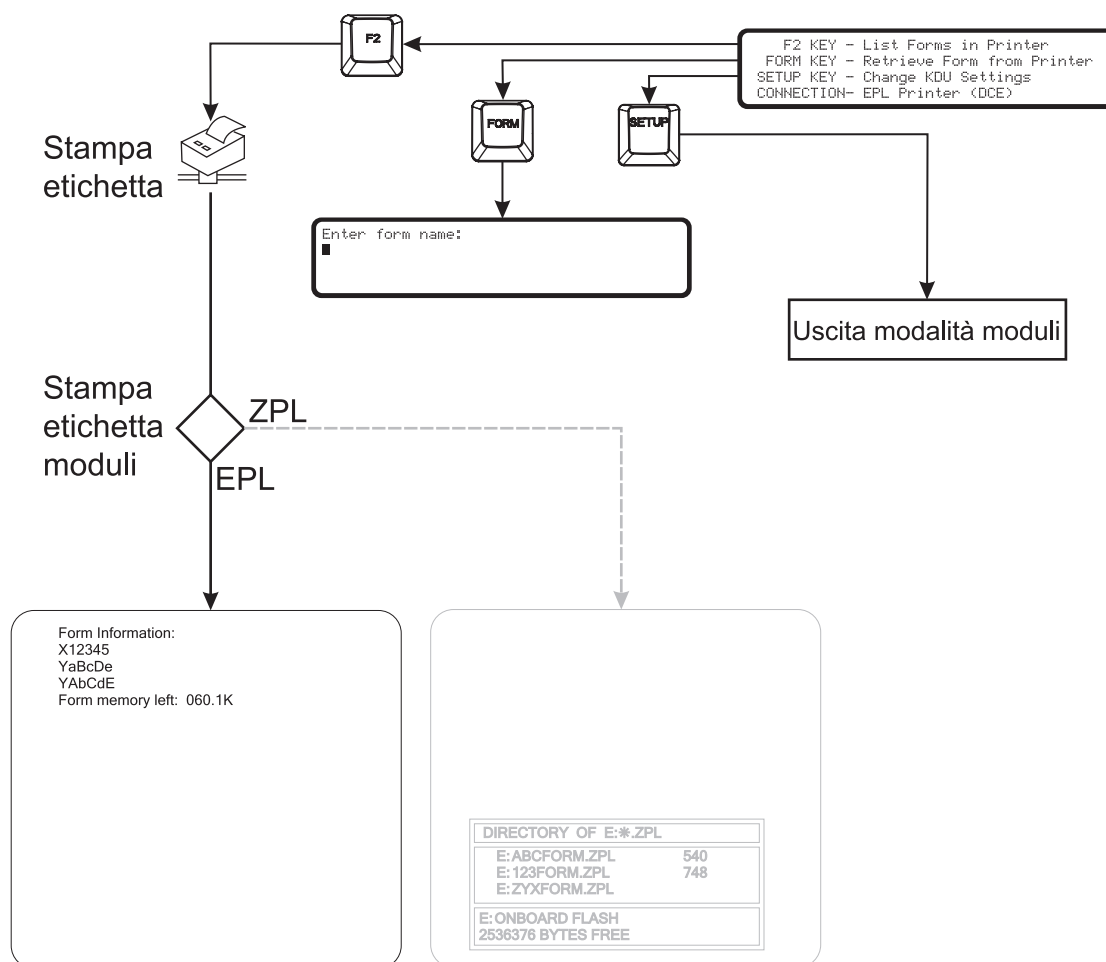 F2
F2 KEY - List Forms in Printer
FORM KEY - Retrieve Form from Printer
SETUP KEY - Change KDU Settings
CONNECTION- EPL Printer (DCE)
FORM
SETUP
Stampa
etichetta
Enter form name:
Uscita modalità moduli
Stampa
etichetta
moduli
ZPL
EPL
Form Information:
X12345
YaBcDe
YAbCdE
Form memory left: 060.1K
DIRECTORY OF E:*.ZPL
E:ABCFORM.ZPL 540
E:123FORM.ZPL 748
E:ZYXFORM.ZPL
E:ONBOARD FLASH
2536376 BYTES FREE